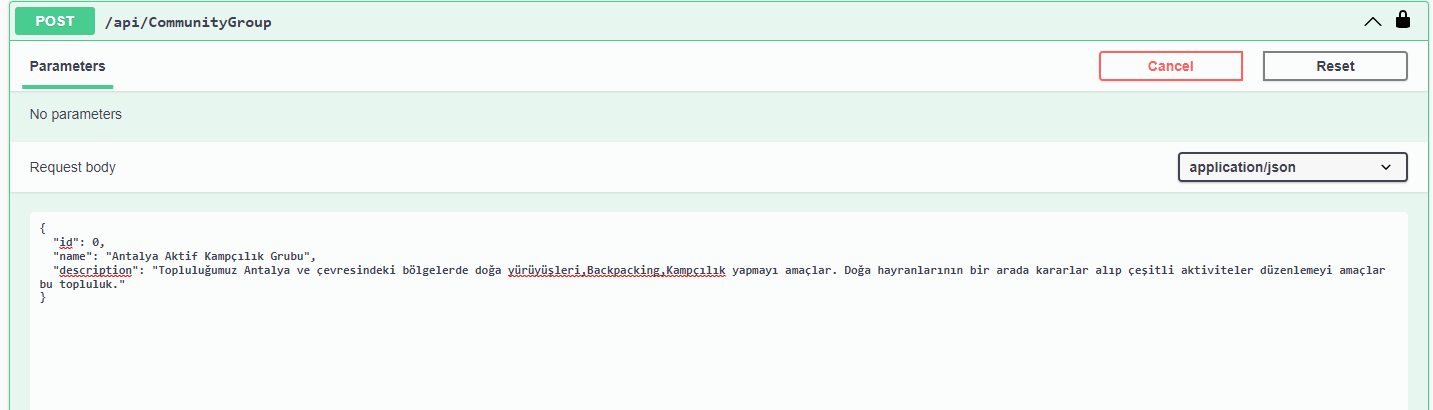 POST /api/CommunityGroup
Parameters Cancel Reset
No parameters
Request body application/json
{
"id": 0,
"name": "Antalya Aktif Kampçılık Grubu",
"description": "Topluluğumuz Antalya ve çevresindeki bölgelerde doğa yürüyüşleri,Backpacking,Kampçılık yapmayı amaçlar. Doğa hayranlarının bir arada kararlar alıp çeşitli aktiviteler düzenlemeyi amaçlar
bu topluluk."
}